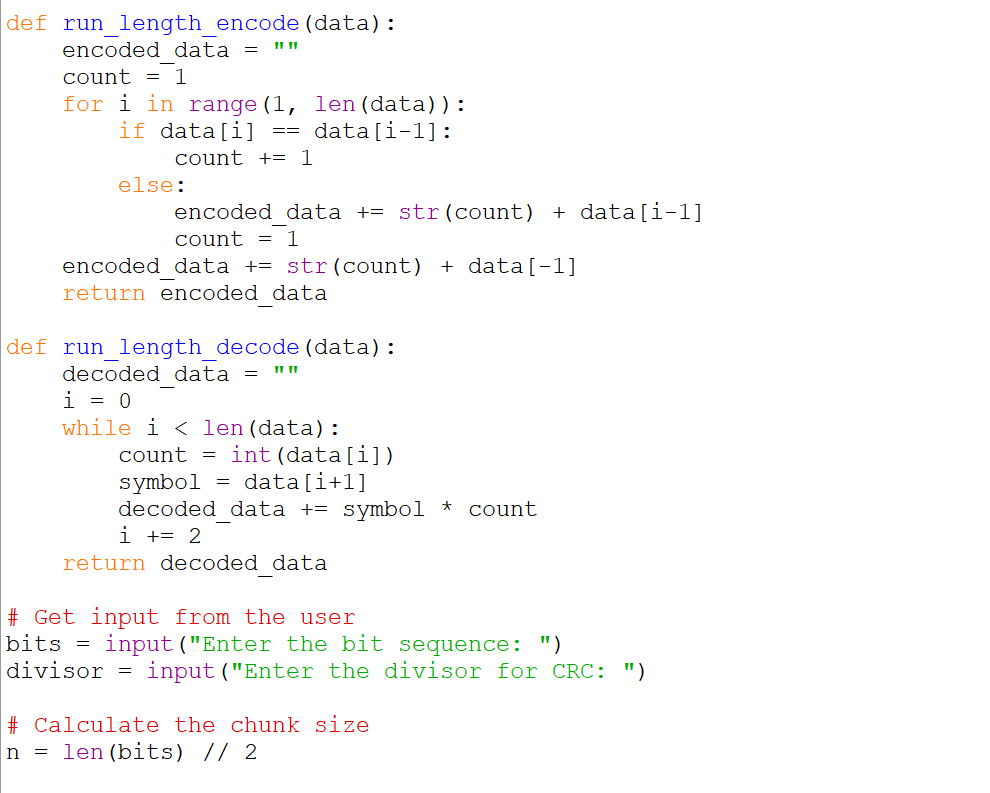 def run_length_encode(data):
    encoded_data = ""
    count = 1
    for i in range(1, len(data)):
        if data[i] == data[i-1]:
            count += 1
        else:
            encoded_data += str(count) + data[i-1]
            count = 1
    encoded_data += str(count) + data[-1]
    return encoded_data

def run_length_decode(data):
    decoded_data = ""
    i = 0
    while i < len(data):
        count = int(data[i])
        symbol = data[i+1]
        decoded_data += symbol * count
        i += 2
    return decoded_data

# Get input from the user
bits = input("Enter the bit sequence: ")
divisor = input("Enter the divisor for CRC: ")

# Calculate the chunk size
n = len(bits) // 2